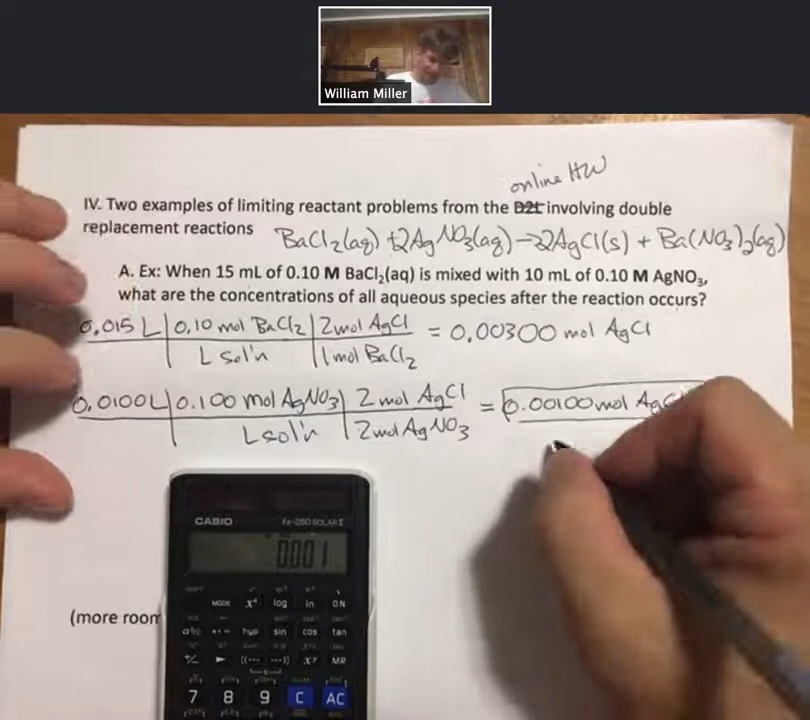 William Miller
online HW
IV. Two examples of limiting reactant problems from the D2L involving double
replacement reactions BaCl₂(aq) + 2AgNO₃(aq) → 2AgCl(s) + Ba(NO₃)₂(aq)
A. Ex: When 15 mL of 0.10 M BaCl₂(aq) is mixed with 10 mL of 0.10 M AgNO₃,
what are the concentrations of all aqueous species after the reaction occurs?
0.015 L | 0.10 mol BaCl₂ | 2 mol AgCl = 0.00300 mol AgCl
L sol'n | 1 mol BaCl₂
0.0100 L | 0.100 mol AgNO₃ | 2 mol AgCl = 0.00100 mol AgCl
L sol'n | 2 mol AgNO₃
CASIO fx-260 SOLAR II
0.001
MODE log ln ON
hyp sin cos tan
MR
(more room
7 8 9 C AC